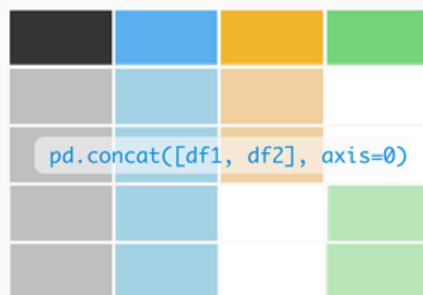 pd.concat([df1, df2], axis=0)